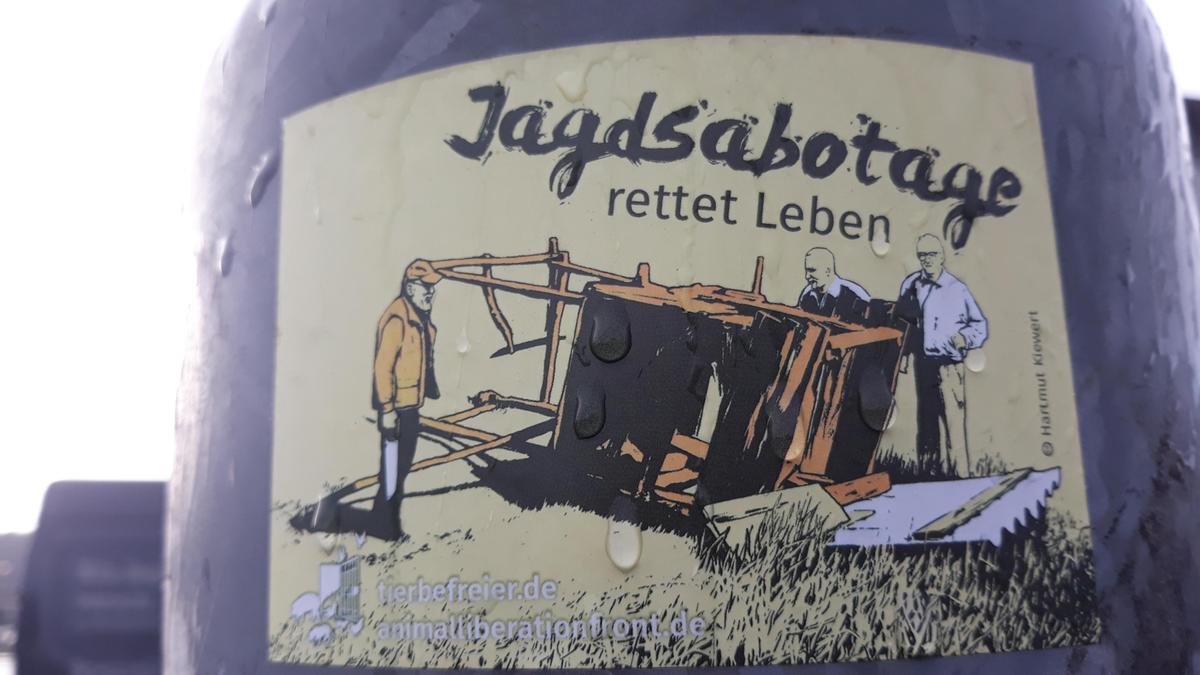 Jagdsabotage
rettet Leben
© Hartmut Kiewert
tierbefreier.de
animalliberationfront.de